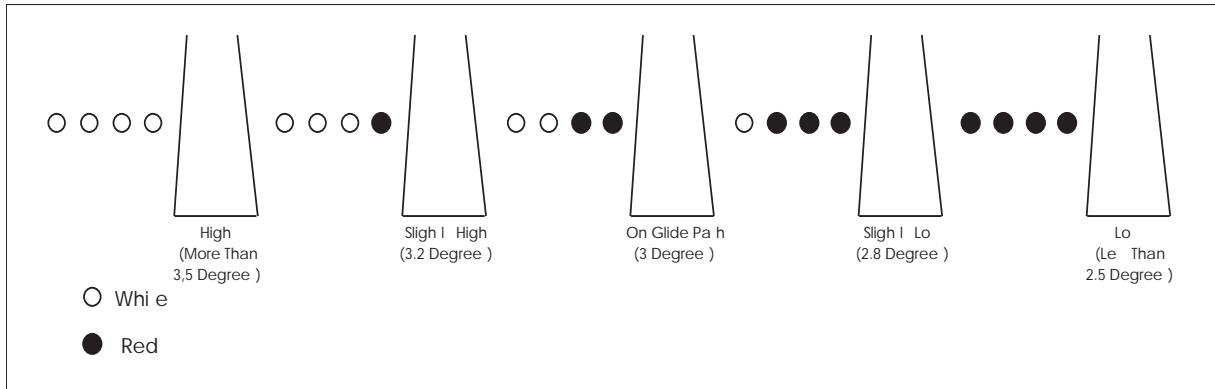 High
(More Than
3,5 Degree )
Sligh l High
(3.2 Degree )
On Glide Pa h
(3 Degree )
Sligh l Lo
(2.8 Degree )
Lo
(Le Than
2.5 Degree )
Whi e
Red